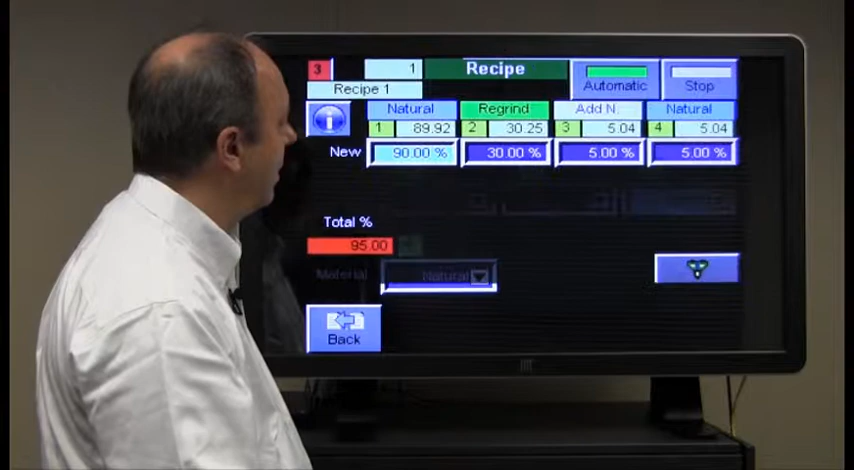 3 1 Recipe Automatic Stop
Recipe 1
Natural Regrind Add N. Natural
1 89.92 2 30.25 3 5.04 4 5.04
New 90.00 % 30.00 % 5.00 % 5.00 %
Total %
95.00
Material Natural
Back